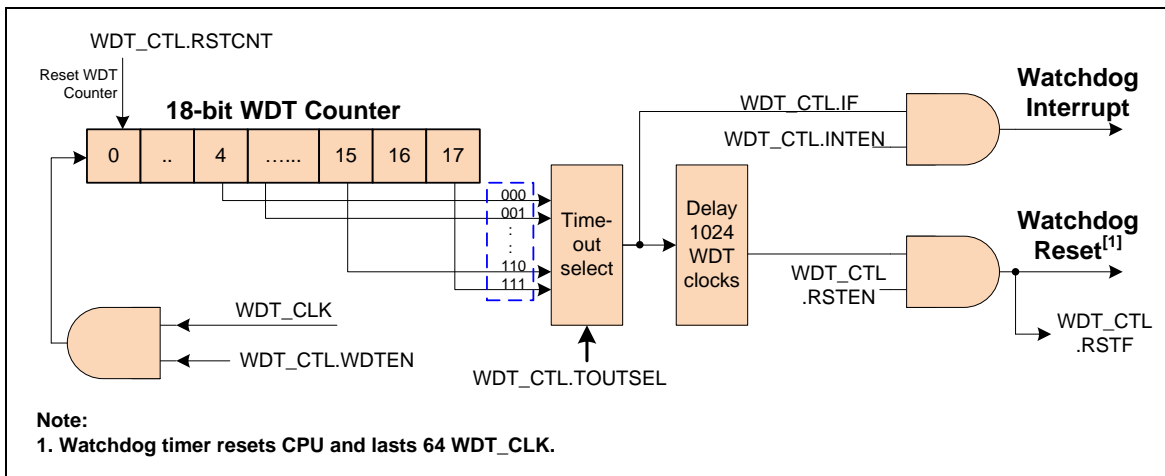 WDT_CTL.RSTCNT
Reset WDT
Counter
18-bit WDT Counter
0 .. 4 …... 15 16 17
000
001
:
:
110
111
Time-
out
select
Delay
1024
WDT
clocks
WDT_CTL.IF
WDT_CTL.INTEN
Watchdog
Interrupt
WDT_CTL
.RSTEN
Watchdog
Reset[1]
WDT_CTL
.RSTF
WDT_CLK
WDT_CTL.WDTEN
WDT_CTL.TOUTSEL
Note:
1. Watchdog timer resets CPU and lasts 64 WDT_CLK.